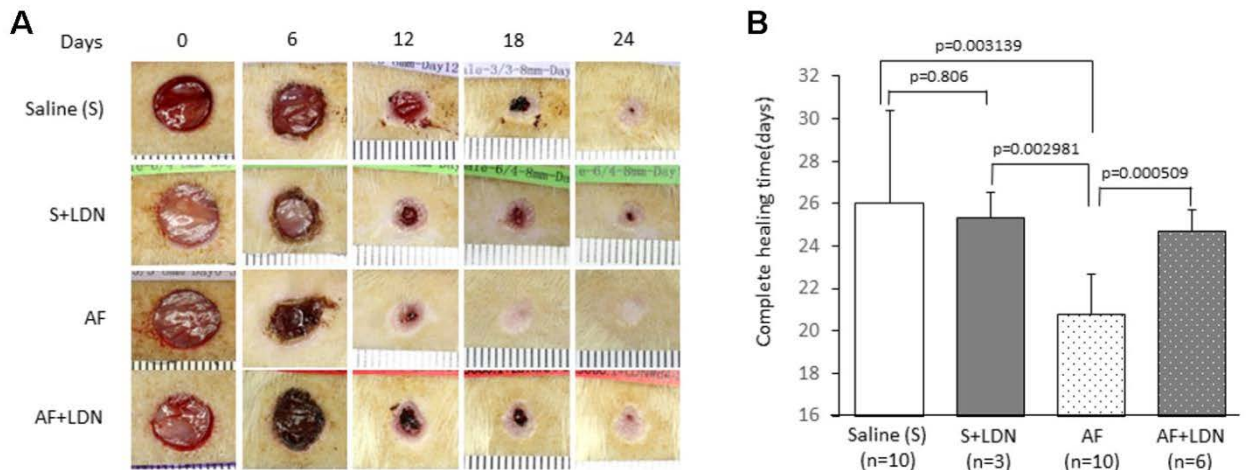 A
Days 0 6 12 18 24
Saline (S)
S+LDN
AF
AF+LDN
B
p=0.003139
p=0.806
p=0.002981
p=0.000509
Complete healing time(days)
32
30
28
26
24
22
20
18
16
Saline (S) S+LDN AF AF+LDN
(n=10) (n=3) (n=10) (n=6)